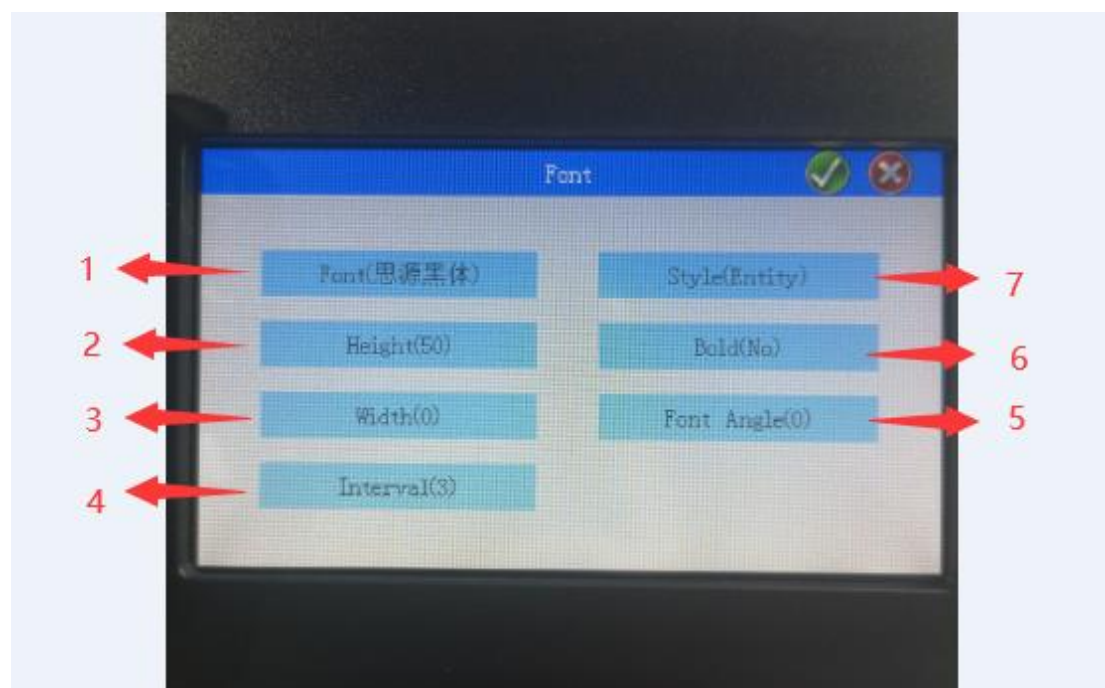 Font
1 Font(思源黑体) Style(Entity) 7
2 Height(50) Bold(No) 6
3 Width(0) Font Angle(0) 5
4 Interval(3)